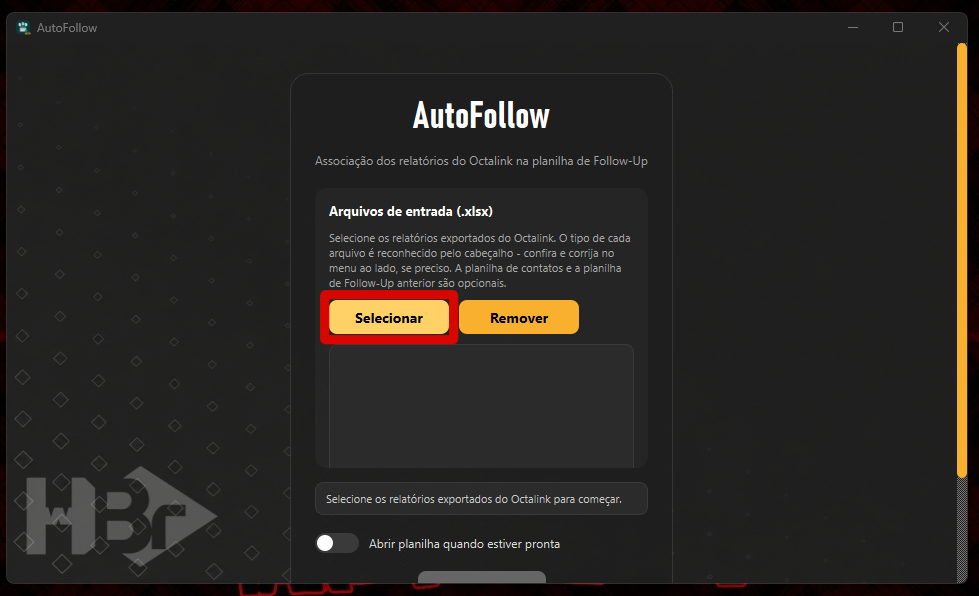 AutoFollow
AutoFollow
Associação dos relatórios do Octalink na planilha de Follow-Up
Arquivos de entrada (.xlsx)
Selecione os relatórios exportados do Octalink. O tipo de cada
arquivo é reconhecido pelo cabeçalho - confira e corrija no
menu ao lado, se preciso. A planilha de contatos e a planilha
de Follow-Up anterior são opcionais.
Selecionar Remover
Selecione os relatórios exportados do Octalink para começar.
WBr
Abrir planilha quando estiver pronta